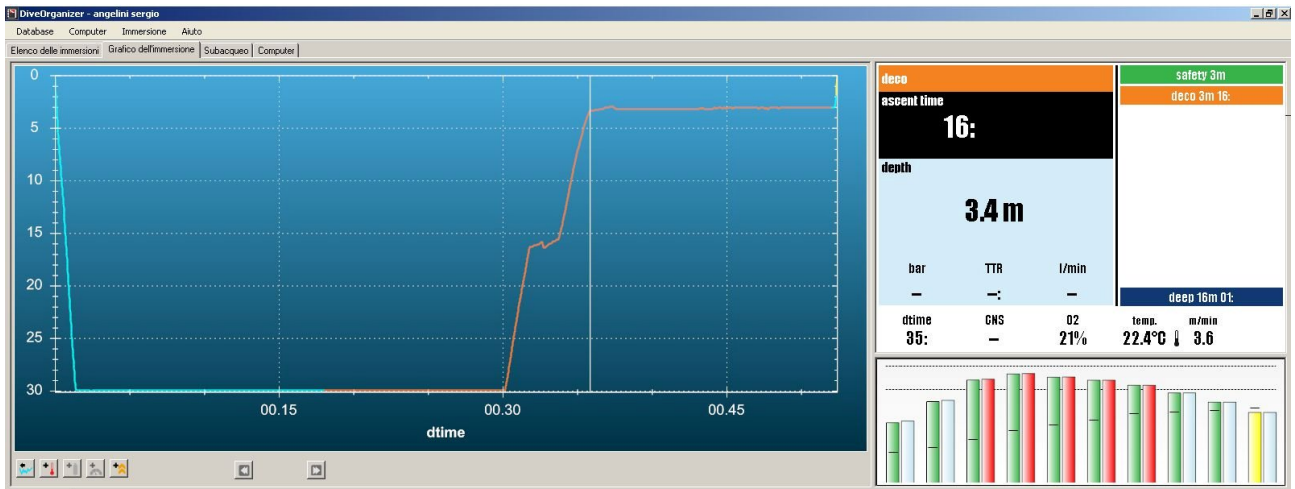 DiveOrganizer - angelini sergio
Database Computer Immersione Aiuto
Elenco delle immersioni Grafico dell'immersione Subacqueo Computer
0
5
10
15
20
25
30
00.15 00.30 00.45
dtime
deco
ascent time
16:
depth
3.4 m
bar TTR l/min
– –: –
dtime CNS O2
35: – 21%
safety 3m
deco 3m 16:
deep 16m 01:
temp. m/min
22.4°C 3.6